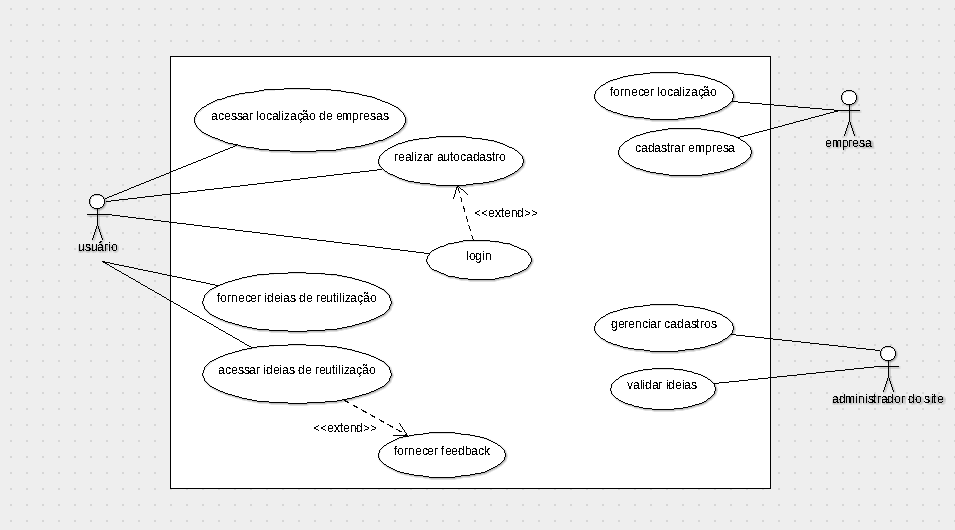 fornecer localização
acessar localização de empresas
empresa
cadastrar empresa
realizar autocadastro
<<extend>>
usuário
login
fornecer ideias de reutilização
gerenciar cadastros
acessar ideias de reutilização
validar ideias
administrador do site
<<extend>>
fornecer feedback